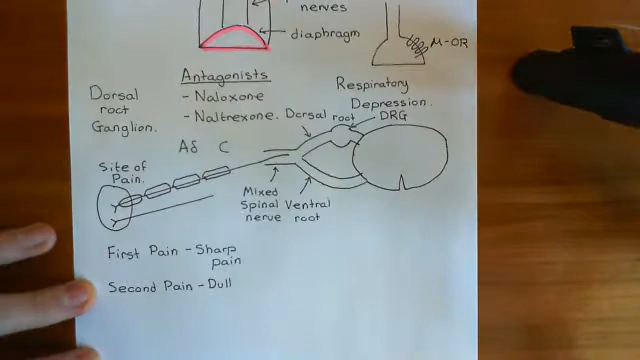 nerves
diaphragm
M-OR
Antagonists
- Naloxone
- Naltrexone.
Respiratory
Depression.
Dorsal
root
Ganglion.
Dorsal root
DRG
Aδ C
Site of
Pain.
Mixed
Spinal
nerve
Ventral
root
First Pain - Sharp
pain
Second Pain - Dull